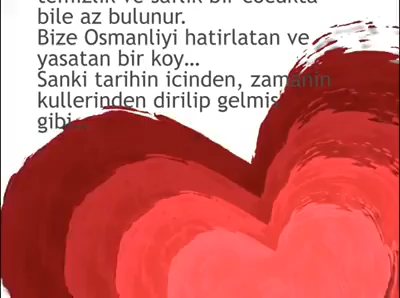 temizlik ve saflik bir cocukta
bile az bulunur.
Bize Osmanliyi hatirlatan ve
yasatan bir koy...
Sanki tarihin icinden, zamanin
kullerinden dirilip gelmis
gibi...